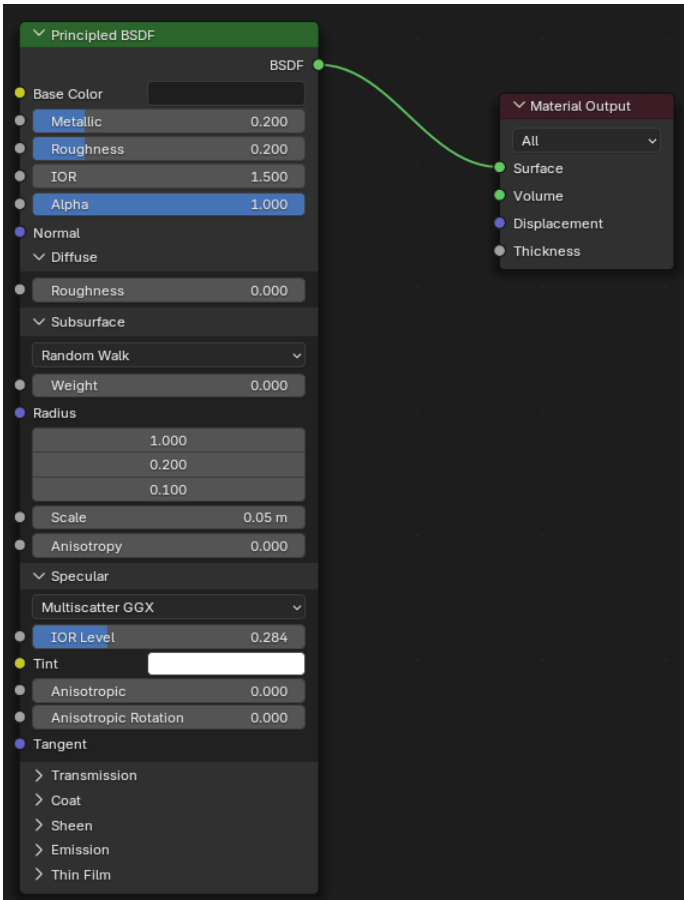 Principled BSDF
BSDF
Base Color
Metallic 0.200
Roughness 0.200
IOR 1.500
Alpha 1.000
Normal
Diffuse
Roughness 0.000
Subsurface
Random Walk
Weight 0.000
Radius
1.000
0.200
0.100
Scale 0.05 m
Anisotropy 0.000
Specular
Multiscatter GGX
IOR Level 0.284
Tint
Anisotropic 0.000
Anisotropic Rotation 0.000
Tangent
Transmission
Coat
Sheen
Emission
Thin Film
Material Output
All
Surface
Volume
Displacement
Thickness